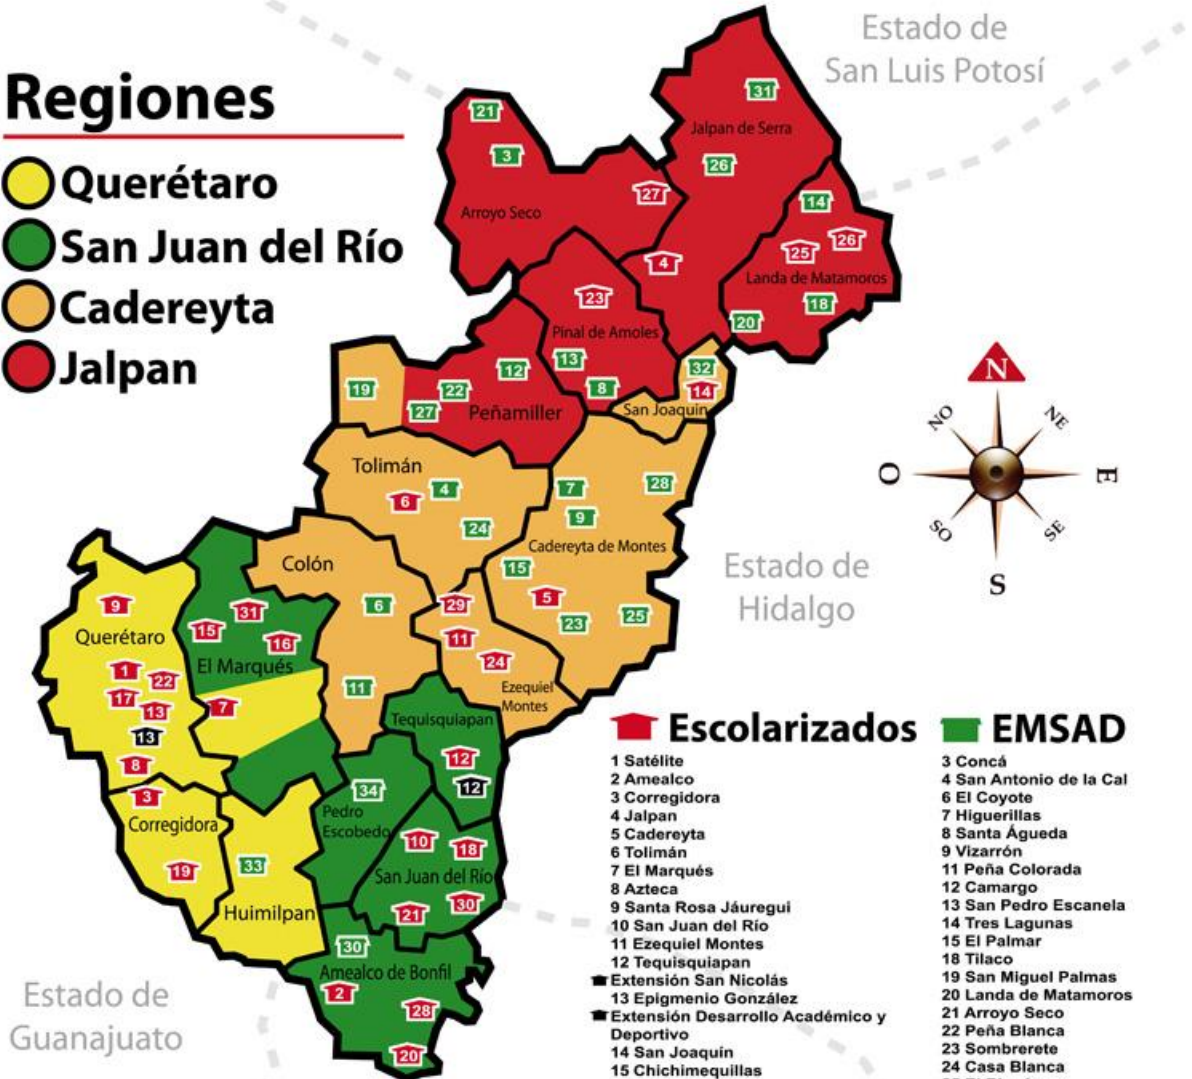 Regiones
Querétaro
San Juan del Río
Cadereyta
Jalpan
Estado de
San Luis Potosí
21
3
27
Arroyo Seco
31
Jalpan de Serra
26
4
14
25
26
Landa de Matamoros
18
20
23
Pinal de Amoles
13
8
12
22
27
Peñamiller
19
32
14
San Joaquín
Tolimán
6
4
24
7
28
9
Cadereyta de Montes
15
5
23
25
Colón
6
11
29
11
24
Ezequiel
Montes
9
Querétaro
1
22
17
13
13
8
31
15
16
El Marqués
7
Tequisquiapan
12
12
34
Pedro
Escobedo
3
Corregidora
19
33
Huimilpan
10
18
San Juan del Río
21
30
30
Amealco de Bonfil
2
28
20
Estado de
Guanajuato
Estado de
Hidalgo
N
NE
E
SE
S
SO
O
NO
Escolarizados
1 Satélite
2 Amealco
3 Corregidora
4 Jalpan
5 Cadereyta
6 Tolimán
7 El Marqués
8 Azteca
9 Santa Rosa Jáuregui
10 San Juan del Río
11 Ezequiel Montes
12 Tequisquiapan
Extensión San Nicolás
13 Epigmenio González
Extensión Desarrollo Académico y
Deportivo
14 San Joaquín
15 Chichimequillas
EMSAD
3 Concá
4 San Antonio de la Cal
6 El Coyote
7 Higuerillas
8 Santa Águeda
9 Vizarrón
11 Peña Colorada
12 Camargo
13 San Pedro Escanela
14 Tres Lagunas
15 El Palmar
18 Tilaco
19 San Miguel Palmas
20 Landa de Matamoros
21 Arroyo Seco
22 Peña Blanca
23 Sombrerete
24 Casa Blanca